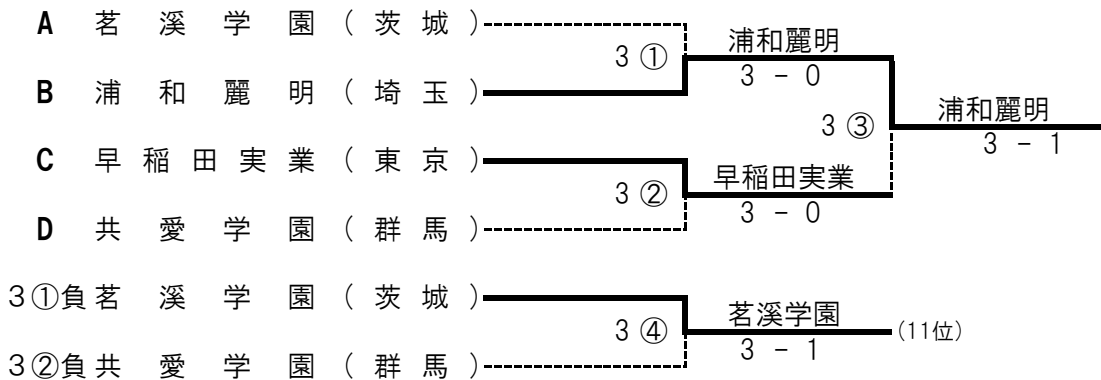 A 茗溪学園(茨城)
3 ① 浦和麗明
3 - 0
B 浦和麗明(埼玉)
浦和麗明
3 ③
3 - 1
C 早稲田実業(東京)
3 ② 早稲田実業
3 - 0
D 共愛学園(群馬)
3①負 茗溪学園(茨城)
3 ④ 茗溪学園 (11位)
3 - 1
3②負 共愛学園(群馬)